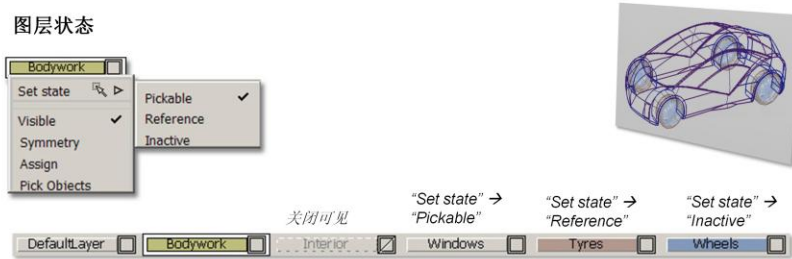 图层状态
Bodywork
Set state
Visible
Symmetry
Assign
Pick Objects
Pickable
Reference
Inactive
关闭可见
“Set state” →
“Pickable”
“Set state” →
“Reference”
“Set state” →
“Inactive”
DefaultLayer Bodywork Interior Windows Tyres Wheels